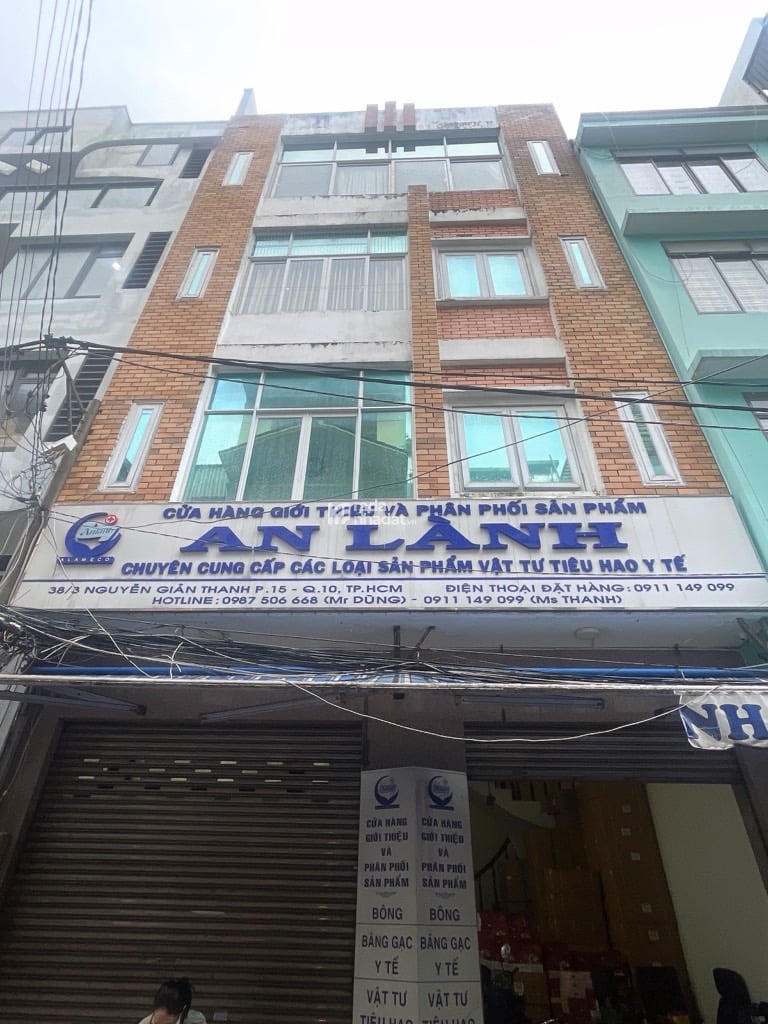 CỬA HÀNG GIỚI THIỆU VÀ PHÂN PHỐI SẢN PHẨM
AN LÀNH
CHUYÊN CUNG CẤP CÁC LOẠI SẢN PHẨM VẬT TƯ TIÊU HAO Y TẾ
38/3 NGUYỄN GIẢN THANH P.15 - Q.10, TP.HCM
ĐIỆN THOẠI ĐẶT HÀNG: 0911 149 099
HOTLINE: 0987 506 668 (Mr DŨNG) - 0911 149 099 (Ms THANH)
Anlanh
LAMECO
NH
CỬA HÀNG
GIỚI THIỆU
VÀ
PHÂN PHỐI
SẢN PHẨM
BÔNG
BĂNG GẠC
Y TẾ
VẬT TƯ
TIÊU HAO
CỬA HÀNG
GIỚI THIỆU
VÀ
PHÂN PHỐI
SẢN PHẨM
BÔNG
BĂNG GẠC
Y TẾ
VẬT TƯ
TIÊU HAO